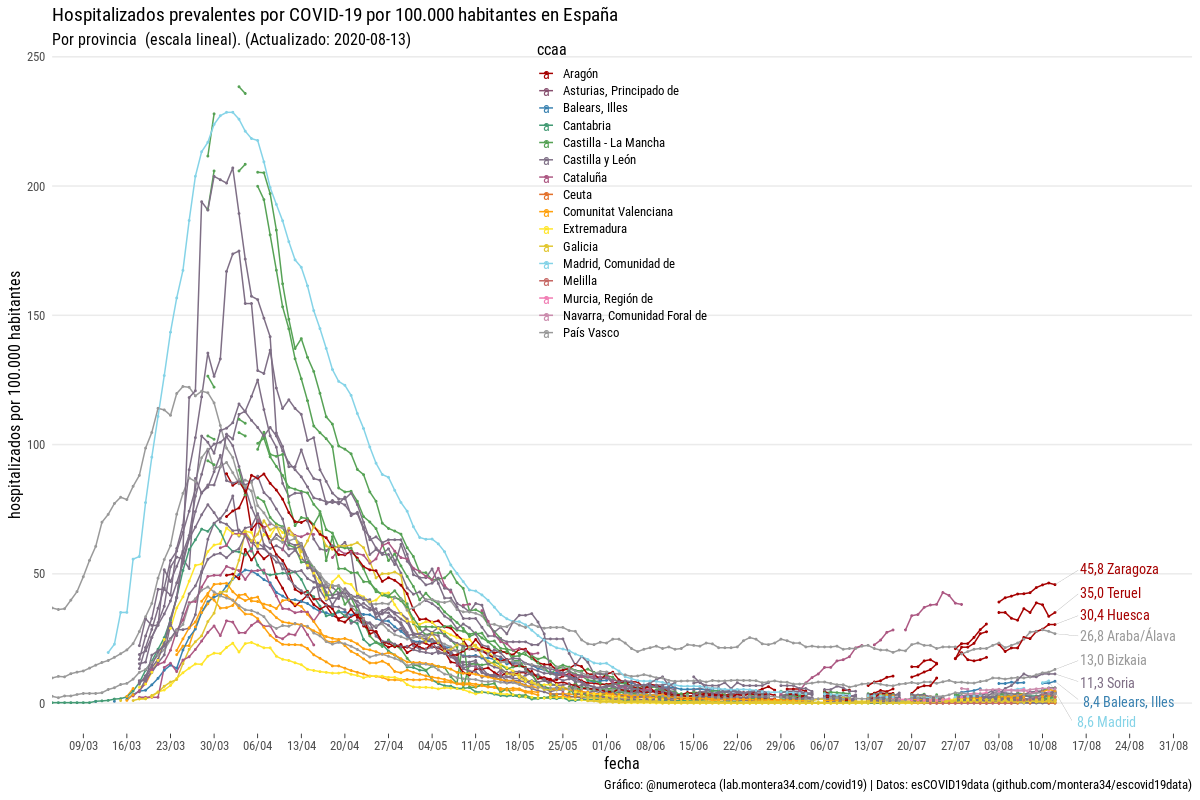 Hospitalizados prevalentes por COVID-19 por 100.000 habitantes en España
Por provincia (escala lineal). (Actualizado: 2020-08-13)
ccaa
Aragón
Asturias, Principado de
Balears, Illes
Cantabria
Castilla - La Mancha
Castilla y León
Cataluña
Ceuta
Comunitat Valenciana
Extremadura
Galicia
Madrid, Comunidad de
Melilla
Murcia, Región de
Navarra, Comunidad Foral de
País Vasco
hospitalizados por 100.000 habitantes
250
200
150
100
50
0
45,8 Zaragoza
35,0 Teruel
30,4 Huesca
26,8 Araba/Álava
13,0 Bizkaia
11,3 Soria
8,4 Balears, Illes
8,6 Madrid
09/03 16/03 23/03 30/03 06/04 13/04 20/04 27/04 04/05 11/05 18/05 25/05 01/06 08/06 15/06 22/06 29/06 06/07 13/07 20/07 27/07 03/08 10/08 17/08 24/08 31/08
fecha
Gráfico: @numeroteca (lab.montera34.com/covid19) | Datos: esCOVID19data (github.com/montera34/escovid19data)